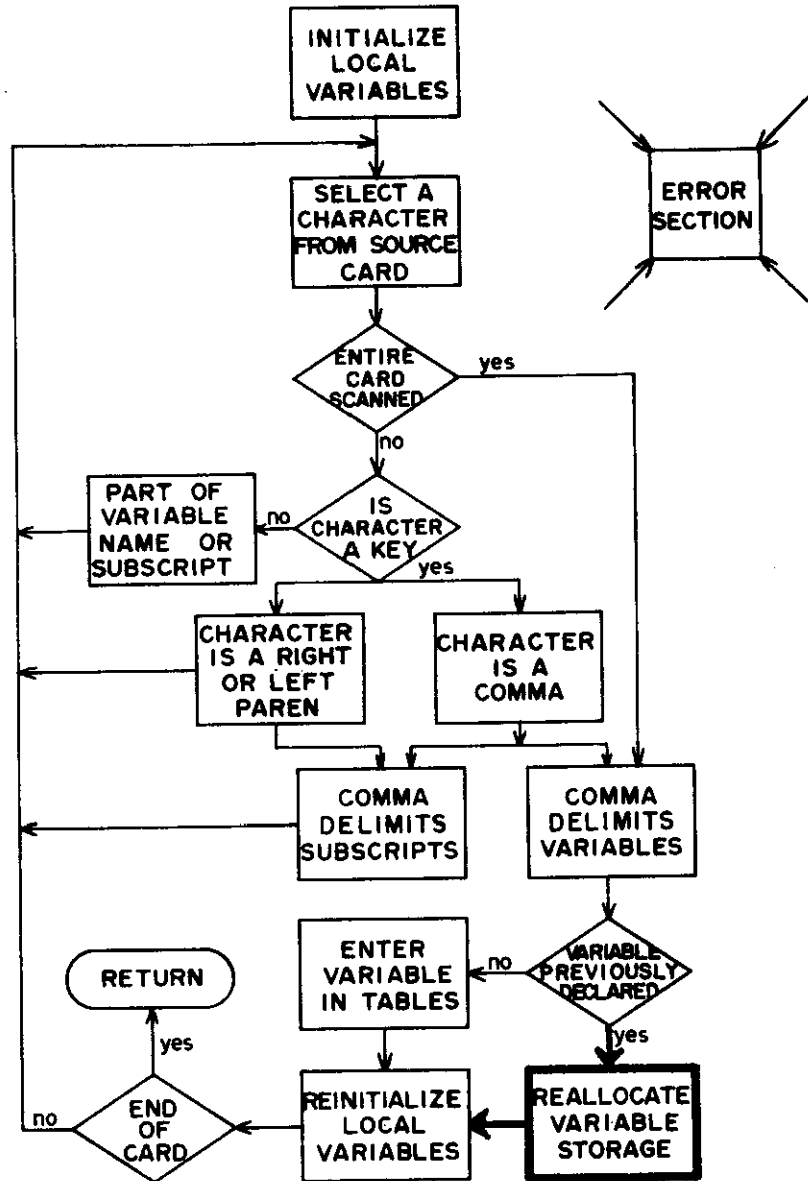 INITIALIZE
LOCAL
VARIABLES
SELECT A
CHARACTER
FROM SOURCE
CARD
ERROR
SECTION
ENTIRE
CARD
SCANNED
yes
no
IS
CHARACTER
A KEY
no
yes
PART OF
VARIABLE
NAME OR
SUBSCRIPT
CHARACTER
IS A RIGHT
OR LEFT
PAREN
CHARACTER
IS A
COMMA
COMMA
DELIMITS
SUBSCRIPTS
COMMA
DELIMITS
VARIABLES
VARIABLE
PREVIOUSLY
DECLARED
no
yes
ENTER
VARIABLE
IN TABLES
RETURN
yes
REALLOCATE
VARIABLE
STORAGE
REINITIALIZE
LOCAL
VARIABLES
END
OF
CARD
no